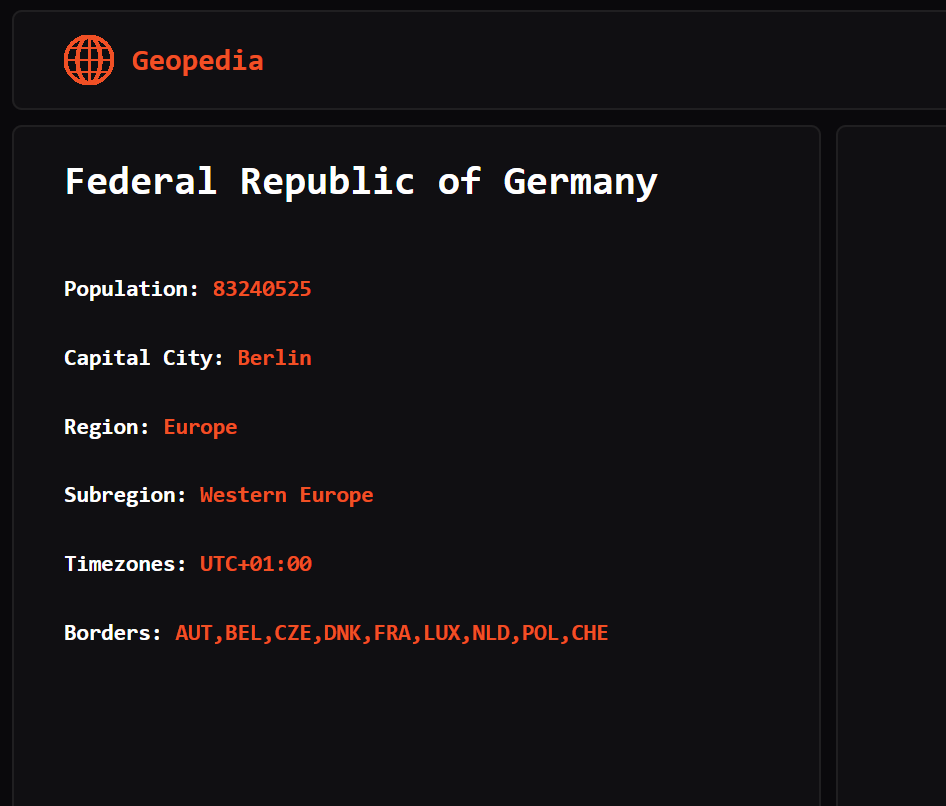 Geopedia
Federal Republic of Germany
Population: 83240525
Capital City: Berlin
Region: Europe
Subregion: Western Europe
Timezones: UTC+01:00
Borders: AUT,BEL,CZE,DNK,FRA,LUX,NLD,POL,CHE